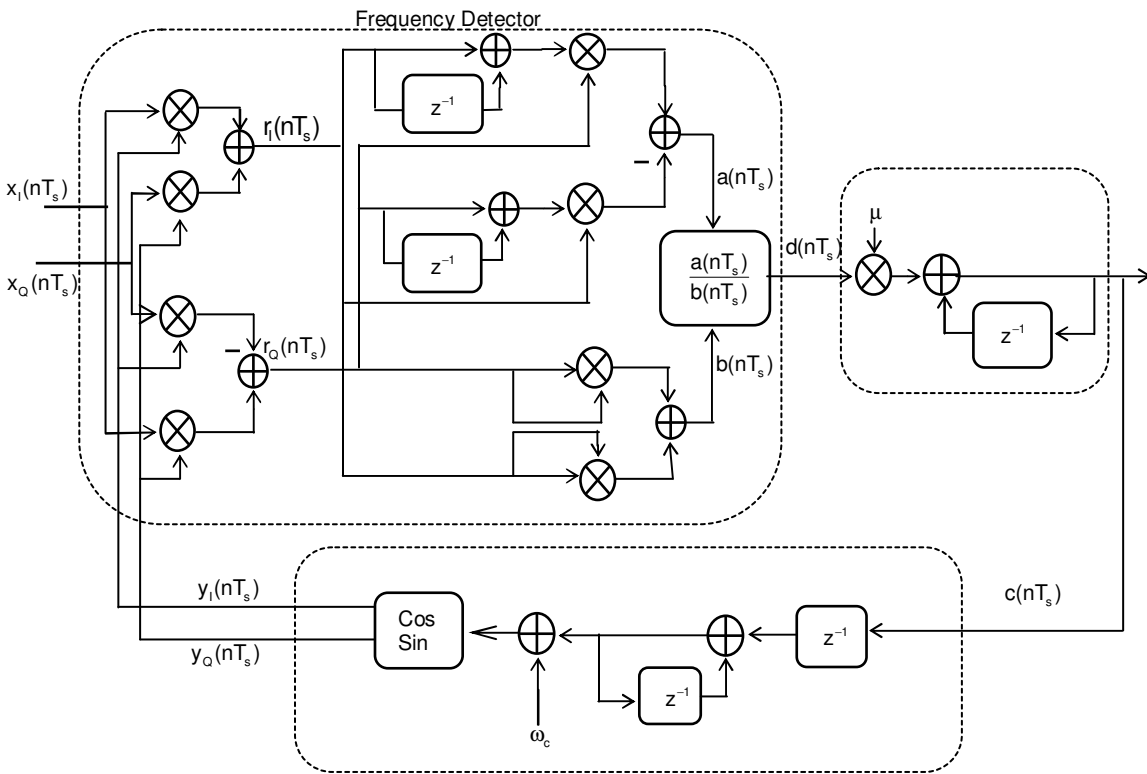 Frequency Detector
z⁻¹
r_I(nT_s)
x_I(nT_s)
a(nT_s)
z⁻¹
x_Q(nT_s)
a(nT_s)
b(nT_s)
d(nT_s)
μ
z⁻¹
r_Q(nT_s)
b(nT_s)
y_I(nT_s)
y_Q(nT_s)
Cos
Sin
c(nT_s)
z⁻¹
z⁻¹
ω_c